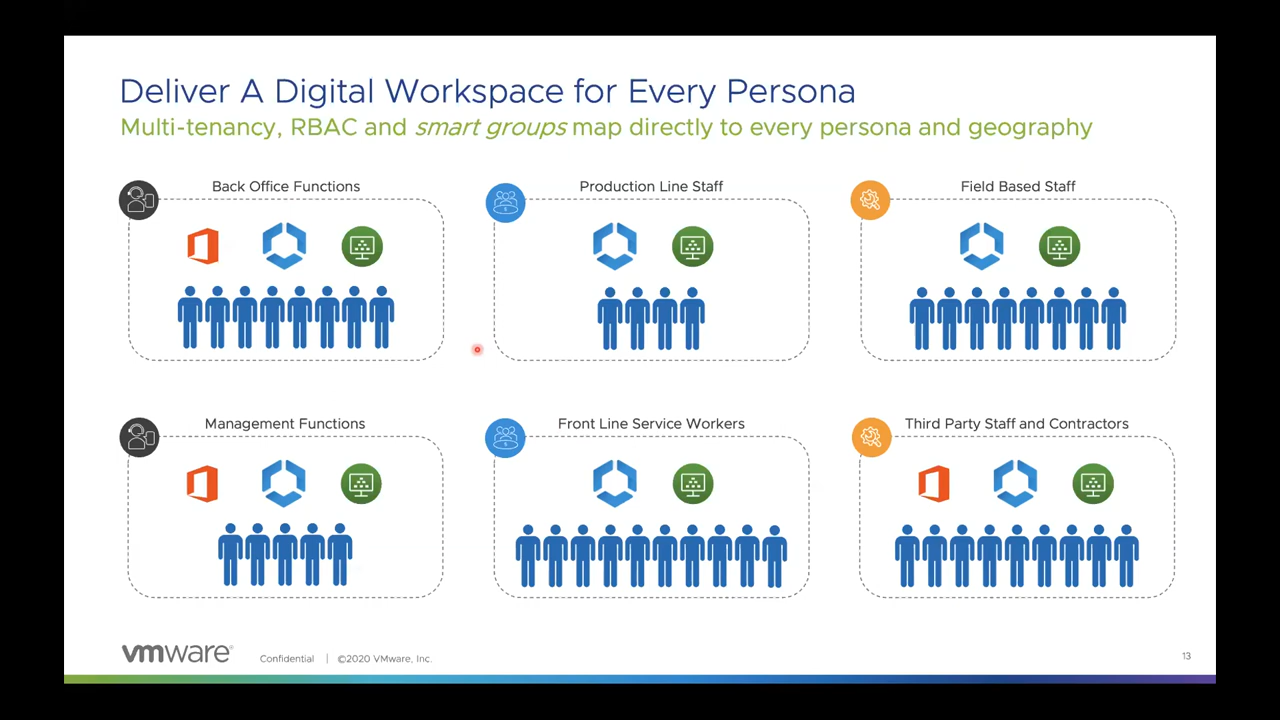 Deliver A Digital Workspace for Every Persona
Multi-tenancy, RBAC and smart groups map directly to every persona and geography
Back Office Functions
Production Line Staff
Field Based Staff
Management Functions
Front Line Service Workers
Third Party Staff and Contractors
vmware®
Confidential | ©2020 VMware, Inc.
13